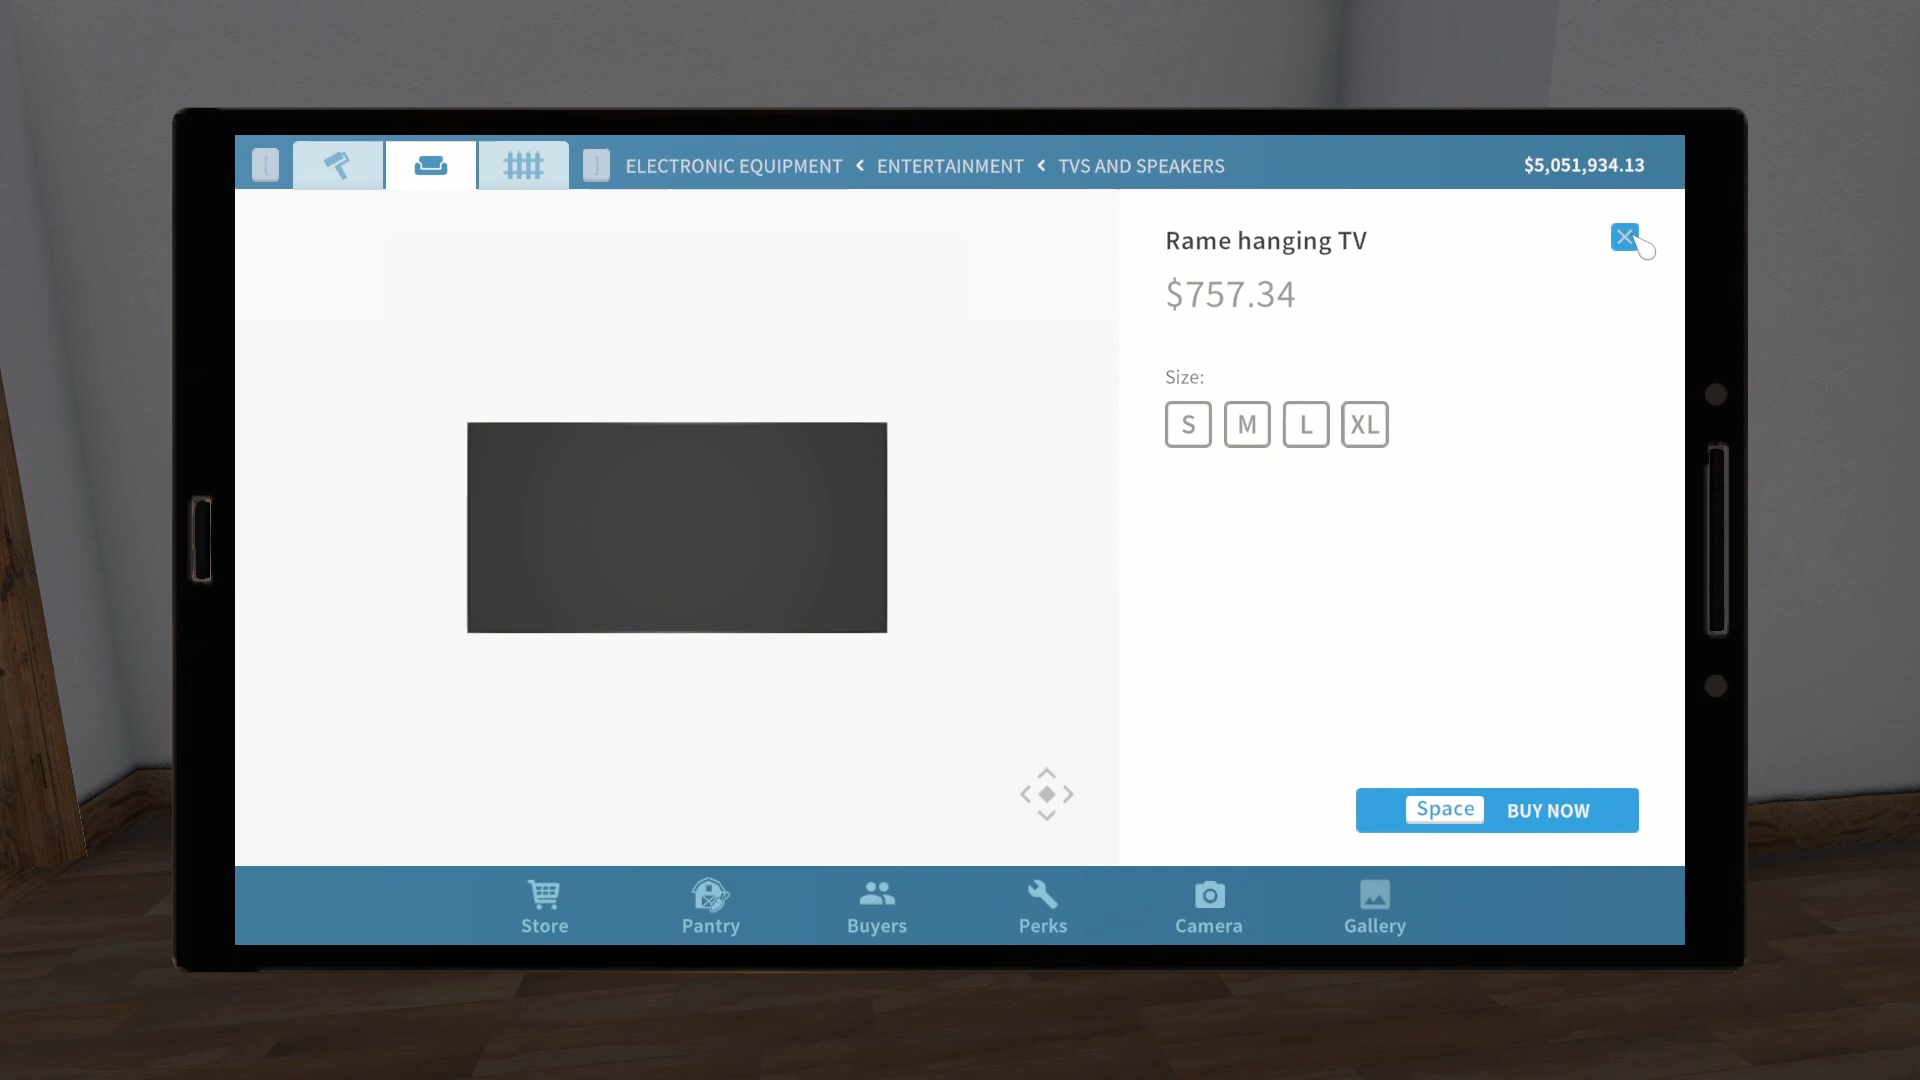 [
]
ELECTRONIC EQUIPMENT < ENTERTAINMENT < TVS AND SPEAKERS
$5,051,934.13
Rame hanging TV
$757.34
Size:
S M L XL
Space BUY NOW
Store Pantry Buyers Perks Camera Gallery